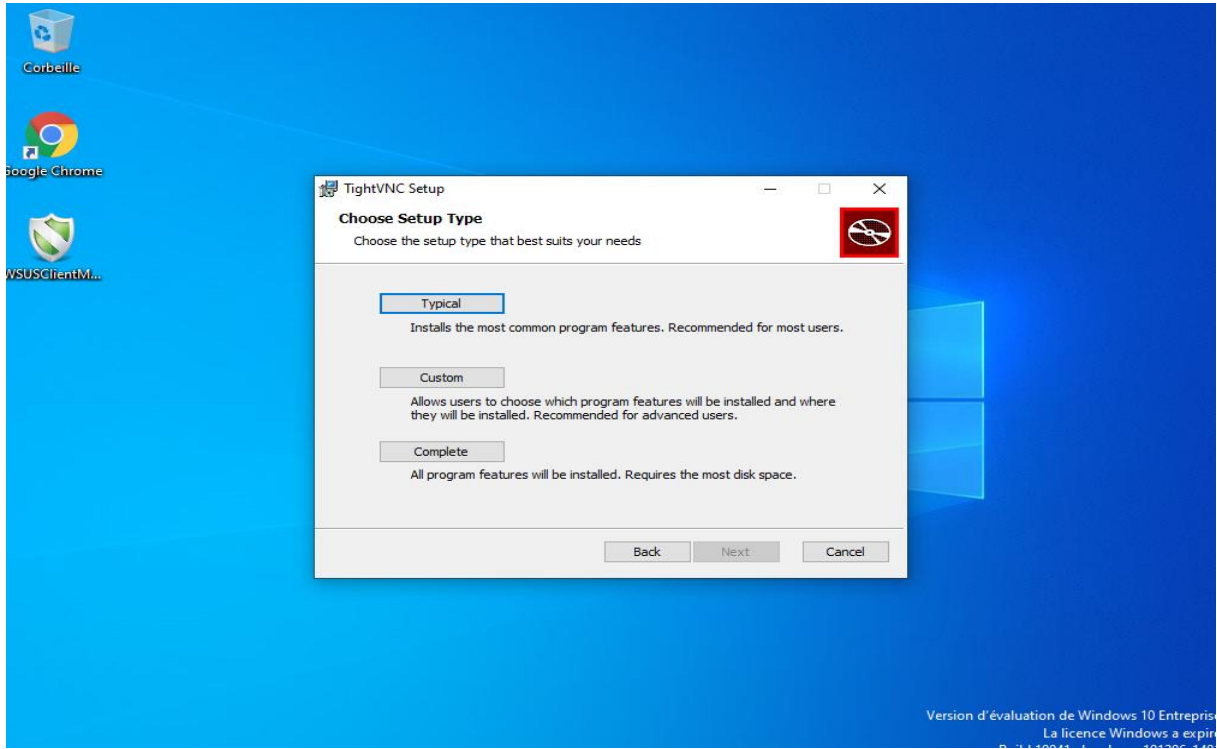 Corbeille
Google Chrome
WSUSClientM...
TightVNC Setup
Choose Setup Type
Choose the setup type that best suits your needs
Typical
Installs the most common program features. Recommended for most users.
Custom
Allows users to choose which program features will be installed and where
they will be installed. Recommended for advanced users.
Complete
All program features will be installed. Requires the most disk space.
Back
Next
Cancel
Version d'évaluation de Windows 10 Entreprise
La licence Windows a expiré